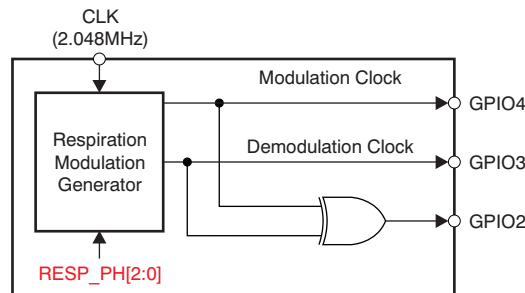 CLK
(2.048MHz)
Modulation Clock
GPIO4
Respiration
Modulation
Generator
Demodulation Clock
GPIO3
GPIO2
RESP_PH[2:0]